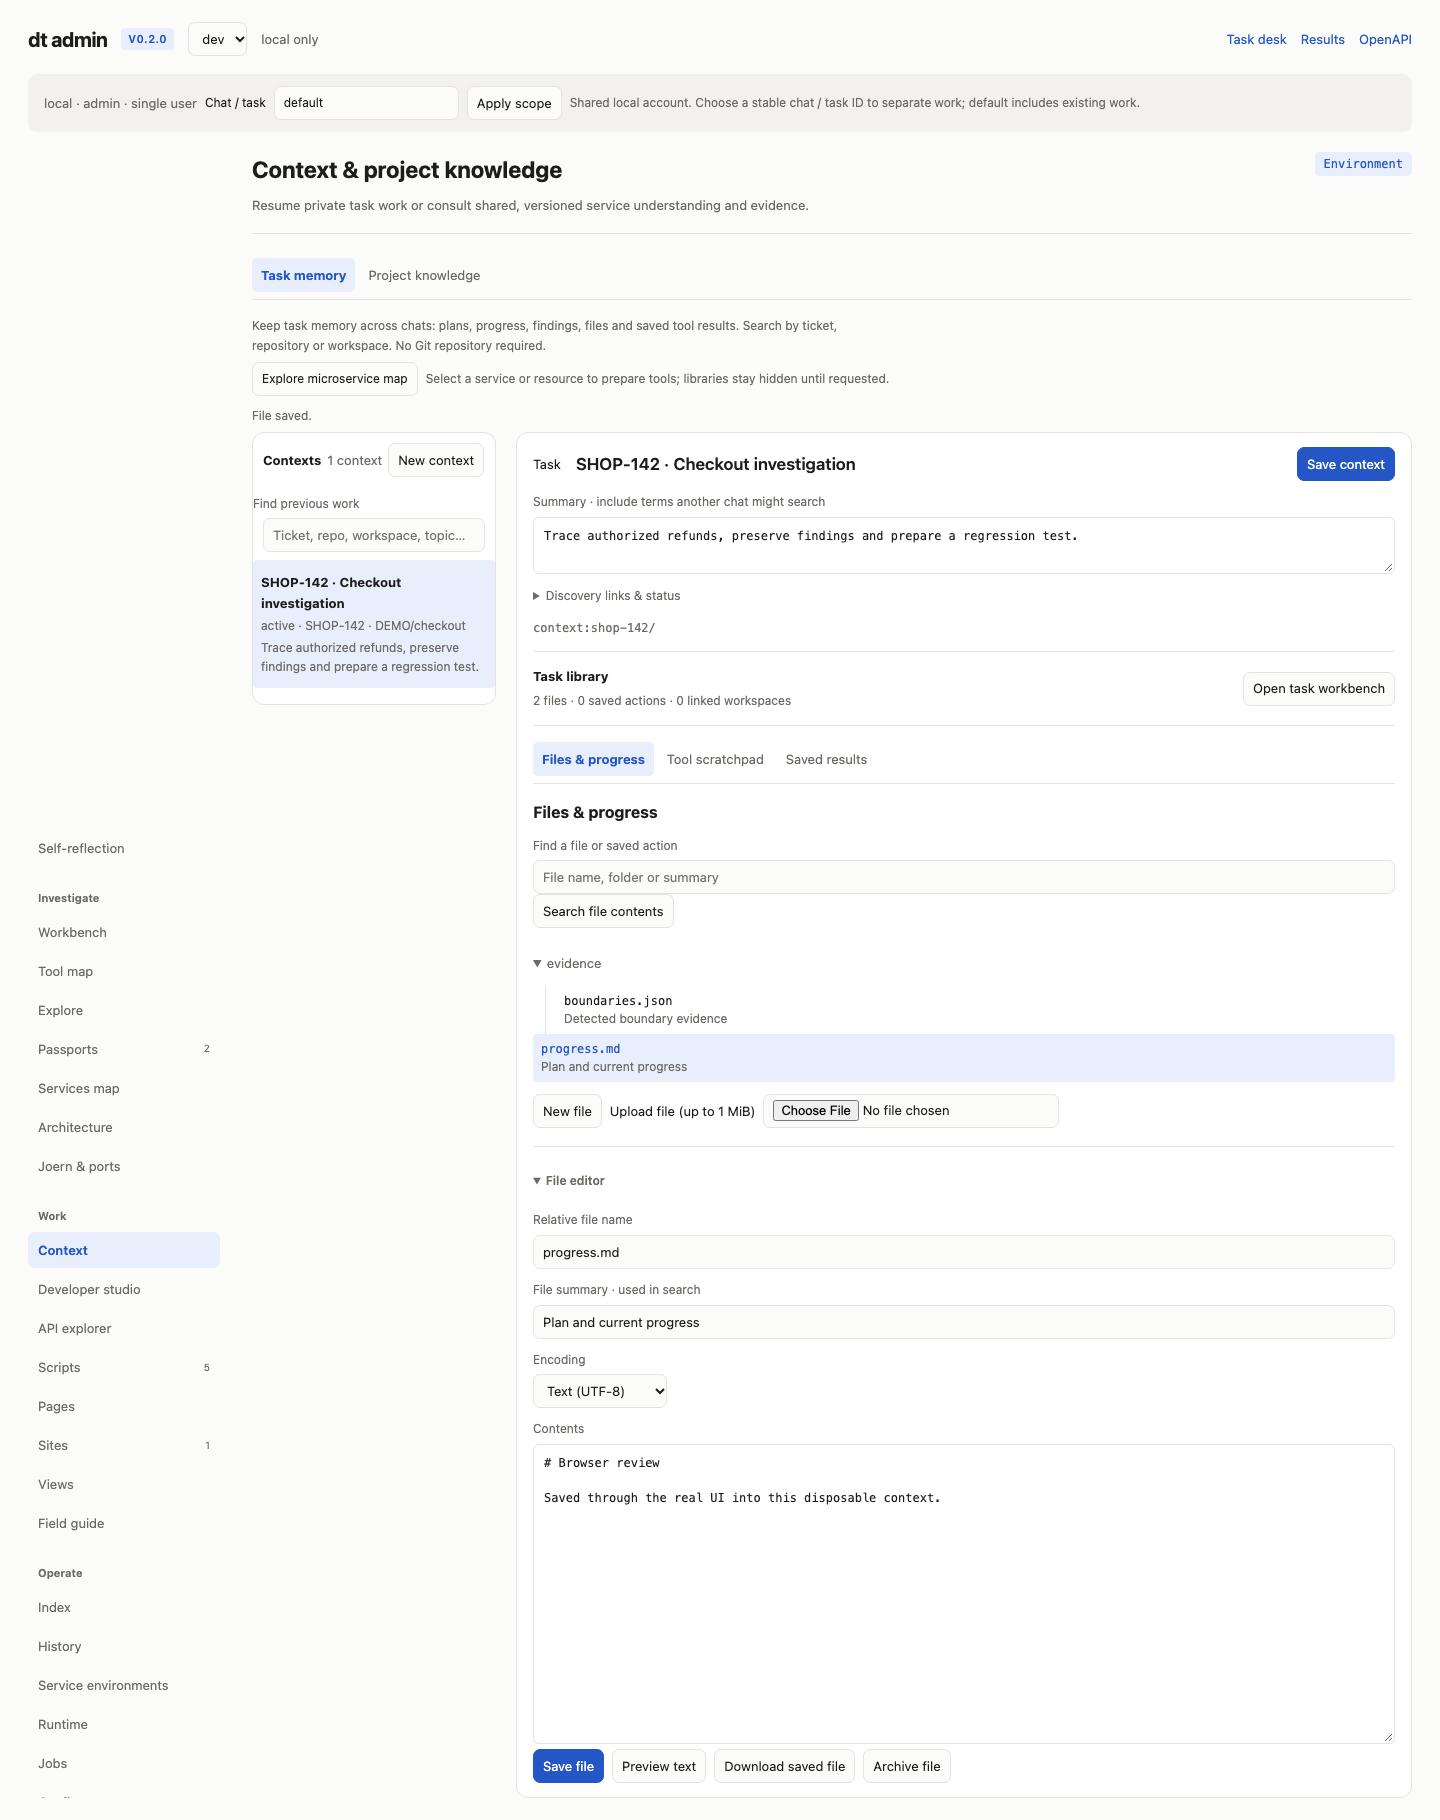 dt admin V0.2.0 dev local only Task desk Results OpenAPI
local · admin · single user Chat / task default Apply scope Shared local account. Choose a stable chat / task ID to separate work; default includes existing work.
Context & project knowledge Environment
Resume private task work or consult shared, versioned service understanding and evidence.
Task memory Project knowledge
Keep task memory across chats: plans, progress, findings, files and saved tool results. Search by ticket,
repository or workspace. No Git repository required.
Explore microservice map Select a service or resource to prepare tools; libraries stay hidden until requested.
File saved.
Contexts 1 context New context
Find previous work
Ticket, repo, workspace, topic...
SHOP-142 · Checkout
investigation
active · SHOP-142 · DEMO/checkout
Trace authorized refunds, preserve
findings and prepare a regression test.
Task SHOP-142 · Checkout investigation Save context
Summary · include terms another chat might search
Trace authorized refunds, preserve findings and prepare a regression test.
Discovery links & status
context:shop-142/
Task library
2 files · 0 saved actions · 0 linked workspaces
Open task workbench
Files & progress Tool scratchpad Saved results
Files & progress
Find a file or saved action
File name, folder or summary
Search file contents
evidence
boundaries.json
Detected boundary evidence
progress.md
Plan and current progress
New file Upload file (up to 1 MiB) Choose File No file chosen
File editor
Relative file name
progress.md
File summary · used in search
Plan and current progress
Encoding
Text (UTF-8)
Contents
# Browser review
Saved through the real UI into this disposable context.
Save file Preview text Download saved file Archive file
Self-reflection
Investigate
Workbench
Tool map
Explore
Passports 2
Services map
Architecture
Joern & ports
Work
Context
Developer studio
API explorer
Scripts 5
Pages
Sites 1
Views
Field guide
Operate
Index
History
Service environments
Runtime
Jobs